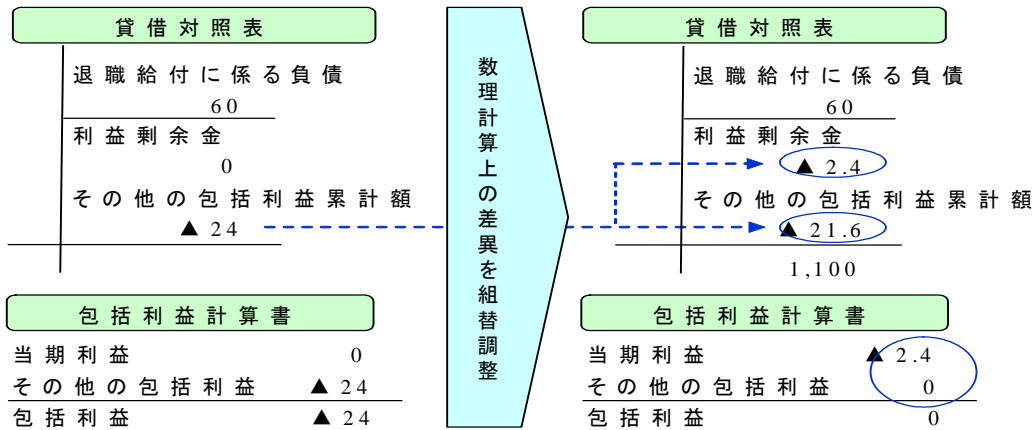 貸借対照表
退職給付に係る負債
60
利益剰余金
0
その他の包括利益累計額
▲ 24
包括利益計算書
当期利益 0
その他の包括利益 ▲ 24
包括利益 ▲ 24
数理計算上の差異を組替調整
貸借対照表
退職給付に係る負債
60
利益剰余金
▲ 2.4
その他の包括利益累計額
▲ 21.6
1,100
包括利益計算書
当期利益 ▲ 2.4
その他の包括利益 0
包括利益 0